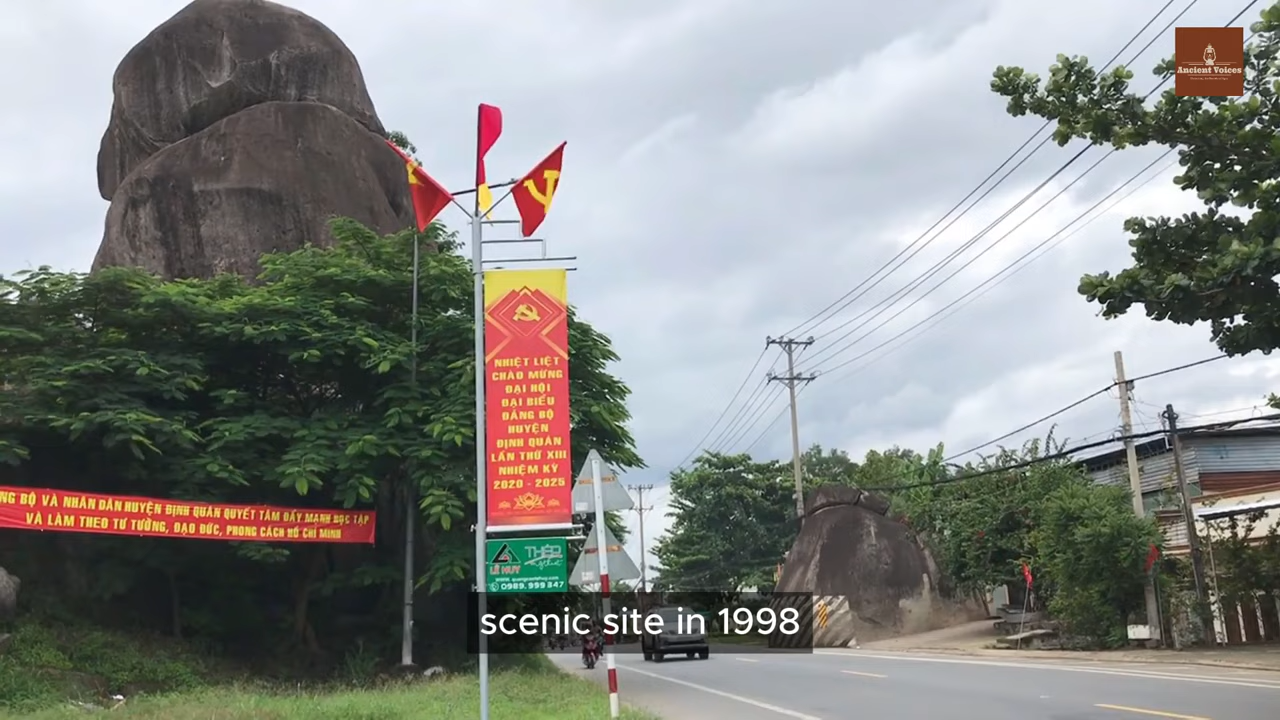 Ancient Voices
NHIỆT LIỆT
CHÀO MỪNG
ĐẠI HỘI
ĐẠI BIỂU
ĐẢNG BỘ
HUYỆN
ĐỊNH QUÁN
LẦN THỨ XIII
NHIỆM KỲ
2020 - 2025
NG BỘ VÀ NHÂN DÂN HUYỆN ĐỊNH QUÁN QUYẾT TÂM ĐẨY MẠNH HỌC TẬP
VÀ LÀM THEO TƯ TƯỞNG, ĐẠO ĐỨC, PHONG CÁCH HỒ CHÍ MINH
LÊ HUY
0989.999.347
scenic site in 1998